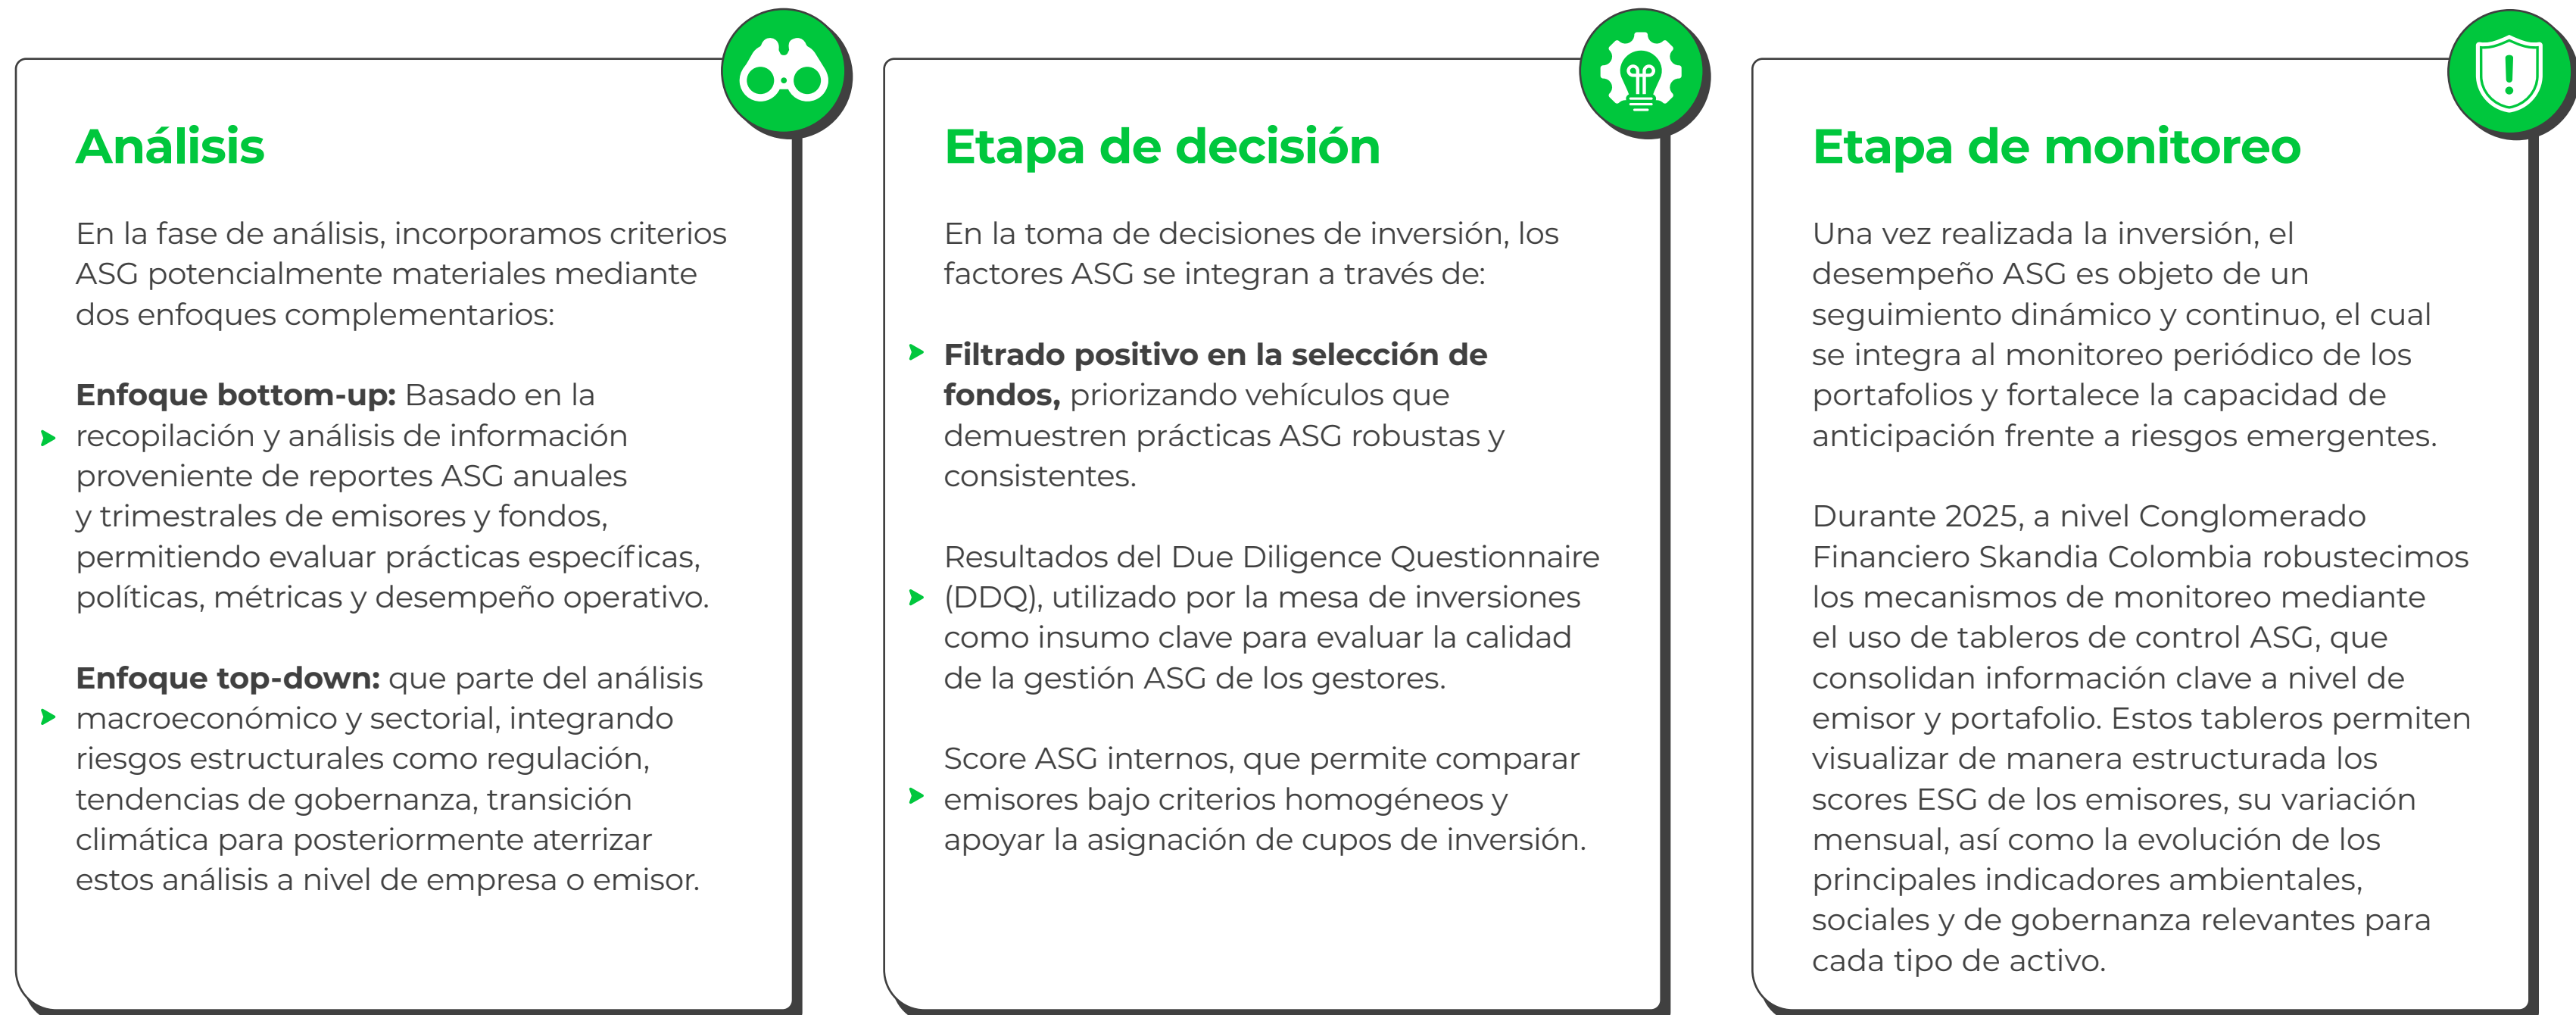 Análisis
En la fase de análisis, incorporamos criterios
ASG potencialmente materiales mediante
dos enfoques complementarios:
Enfoque bottom-up: Basado en la
recopilación y análisis de información
proveniente de reportes ASG anuales
y trimestrales de emisores y fondos,
permitiendo evaluar prácticas específicas,
políticas, métricas y desempeño operativo.
Enfoque top-down: que parte del análisis
macroeconómico y sectorial, integrando
riesgos estructurales como regulación,
tendencias de gobernanza, transición
climática para posteriormente aterrizar
estos análisis a nivel de empresa o emisor.
Etapa de decisión
En la toma de decisiones de inversión, los
factores ASG se integran a través de:
Filtrado positivo en la selección de
fondos, priorizando vehículos que
demuestren prácticas ASG robustas y
consistentes.
Resultados del Due Diligence Questionnaire
(DDQ), utilizado por la mesa de inversiones
como insumo clave para evaluar la calidad
de la gestión ASG de los gestores.
Score ASG internos, que permite comparar
emisores bajo criterios homogéneos y
apoyar la asignación de cupos de inversión.
Etapa de monitoreo
Una vez realizada la inversión, el
desempeño ASG es objeto de un
seguimiento dinámico y continuo, el cual
se integra al monitoreo periódico de los
portafolios y fortalece la capacidad de
anticipación frente a riesgos emergentes.
Durante 2025, a nivel Conglomerado
Financiero Skandia Colombia robustecimos
los mecanismos de monitoreo mediante
el uso de tableros de control ASG, que
consolidan información clave a nivel de
emisor y portafolio. Estos tableros permiten
visualizar de manera estructurada los
scores ESG de los emisores, su variación
mensual, así como la evolución de los
principales indicadores ambientales,
sociales y de gobernanza relevantes para
cada tipo de activo.